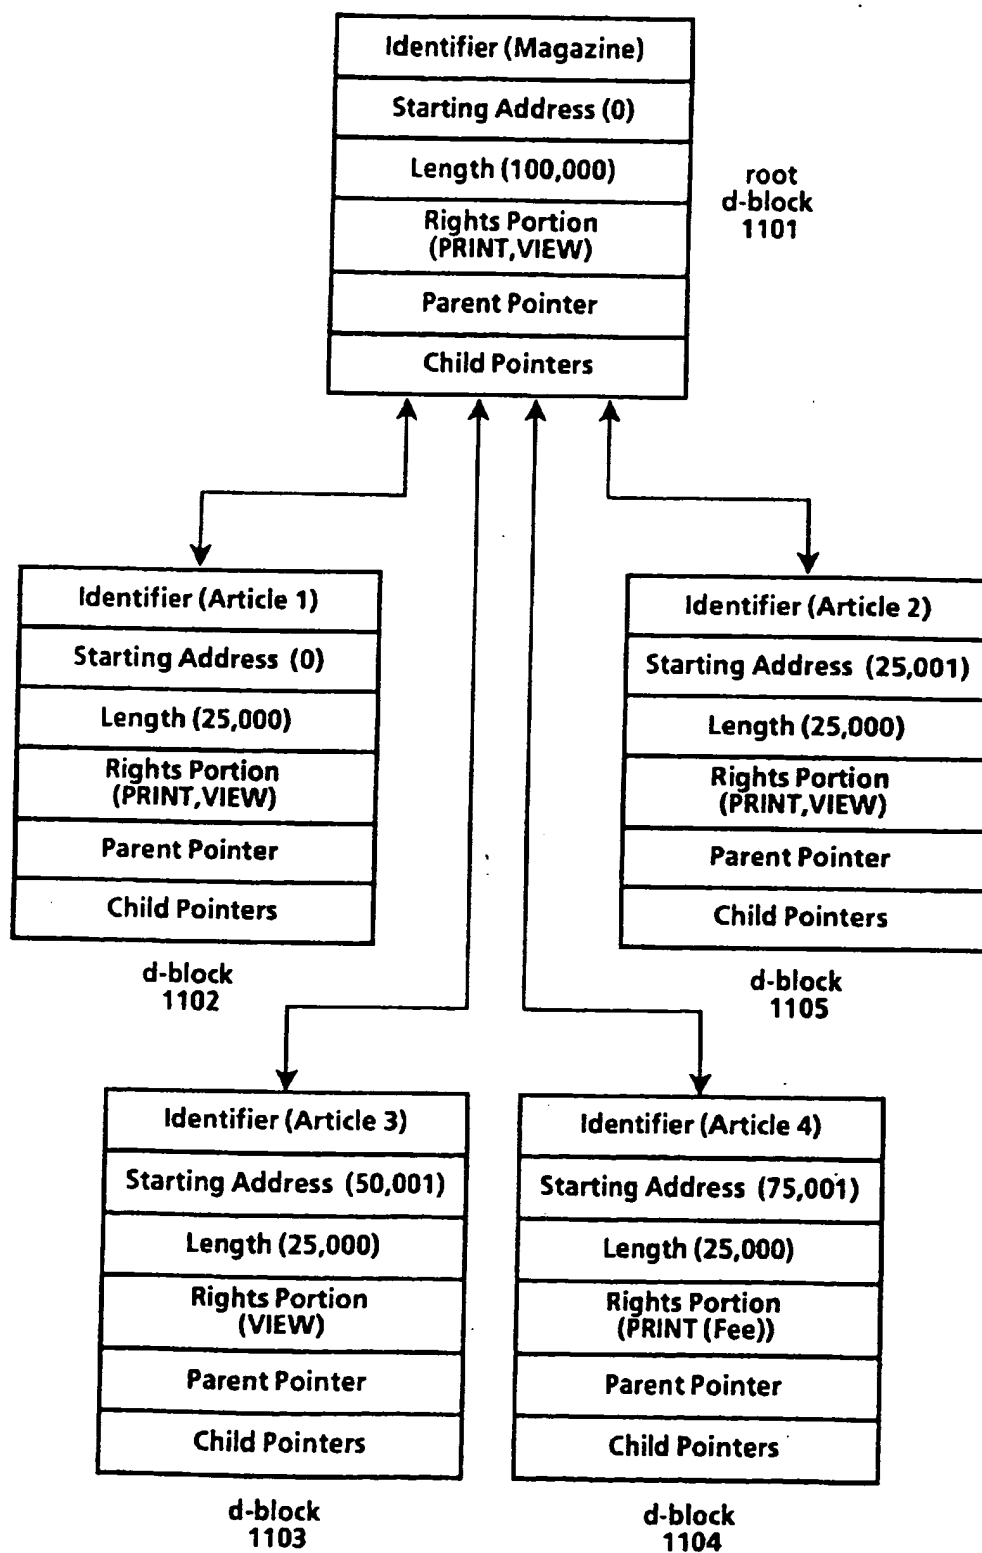 Identifier (Magazine)
Starting Address (0)
Length (100,000)
Rights Portion
(PRINT,VIEW)
Parent Pointer
Child Pointers
root
d-block
1101
Identifier (Article 1)
Starting Address (0)
Length (25,000)
Rights Portion
(PRINT,VIEW)
Parent Pointer
Child Pointers
d-block
1102
Identifier (Article 2)
Starting Address (25,001)
Length (25,000)
Rights Portion
(PRINT,VIEW)
Parent Pointer
Child Pointers
d-block
1105
Identifier (Article 3)
Starting Address (50,001)
Length (25,000)
Rights Portion
(VIEW)
Parent Pointer
Child Pointers
d-block
1103
Identifier (Article 4)
Starting Address (75,001)
Length (25,000)
Rights Portion
(PRINT (Fee))
Parent Pointer
Child Pointers
d-block
1104